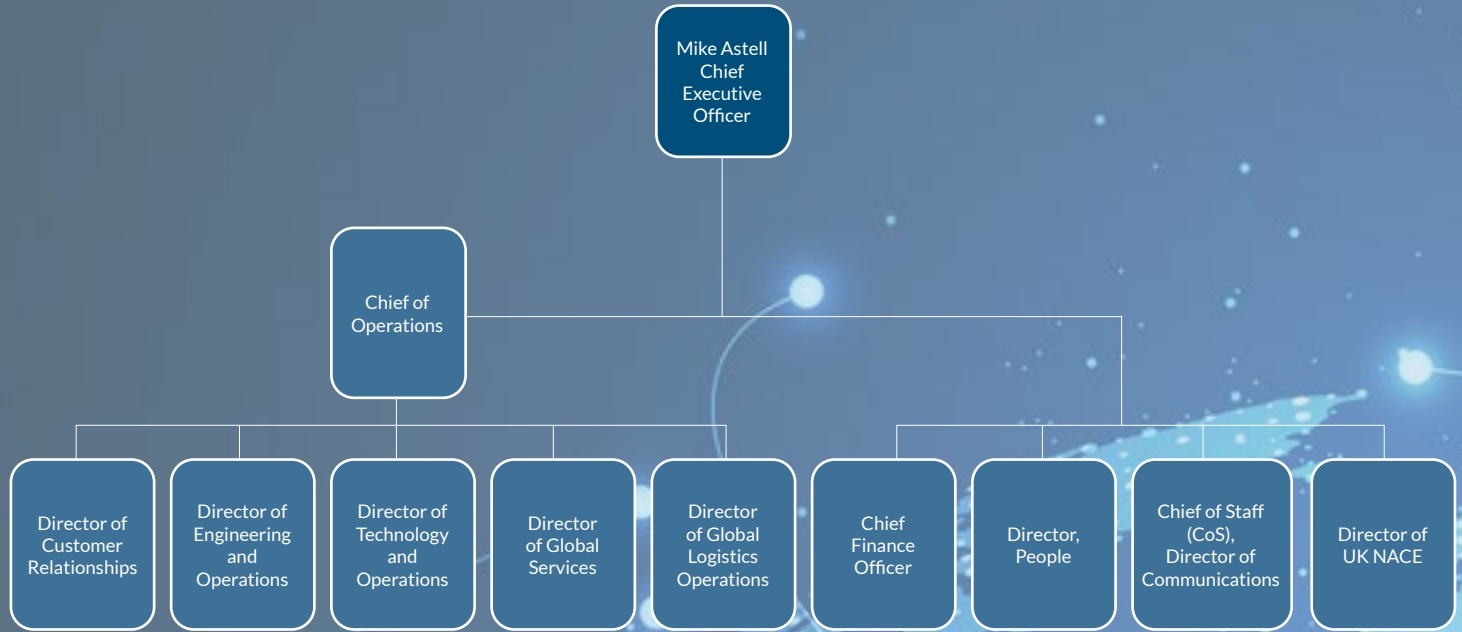 Mike Astell
Chief
Executive
Officer
Chief of
Operations
Director of
Customer
Relationships
Director of
Engineering
and
Operations
Director of
Technology
and
Operations
Director
of Global
Services
Director
of Global
Logistics
Operations
Chief
Finance
Officer
Director,
People
Chief of Staff
(CoS),
Director of
Communications
Director of
UK NACE